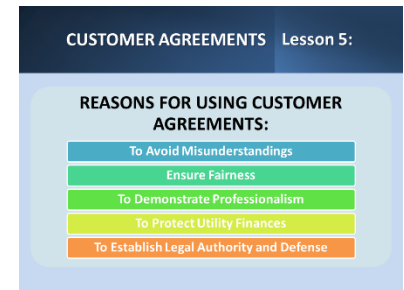 CUSTOMER AGREEMENTS Lesson 5:
REASONS FOR USING CUSTOMER
AGREEMENTS:
To Avoid Misunderstandings
Ensure Fairness
To Demonstrate Professionalism
To Protect Utility Finances
To Establish Legal Authority and Defense